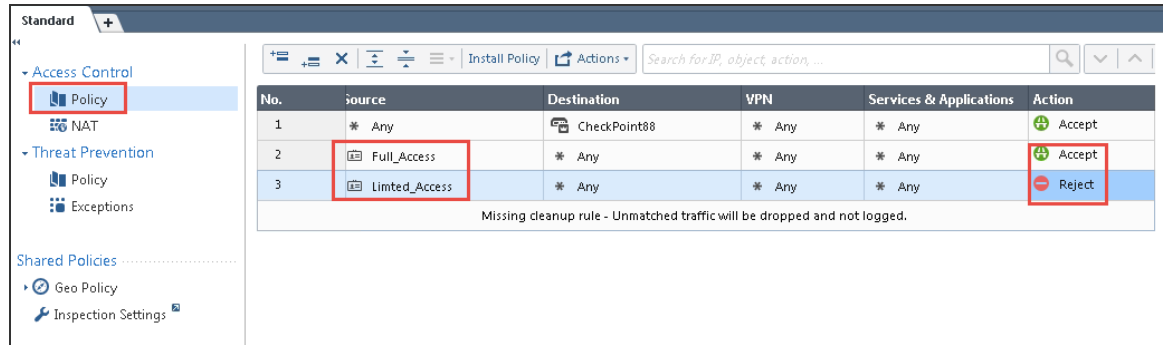 Standard
+
Access Control
Policy
NAT
Threat Prevention
Policy
Exceptions
Shared Policies
Geo Policy
Inspection Settings
Install Policy Actions Search for IP, object, action, ...
No. Source Destination VPN Services & Applications Action
1 * Any CheckPoint88 * Any * Any Accept
2 Full_Access * Any * Any * Any Accept
3 Limted_Access * Any * Any * Any Reject
Missing cleanup rule - Unmatched traffic will be dropped and not logged.